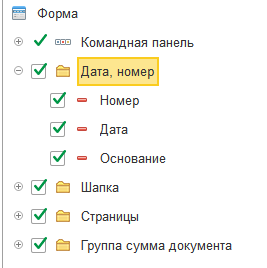 Форма
Командная панель
Дата, номер
Номер
Дата
Основание
Шапка
Страницы
Группа сумма документа